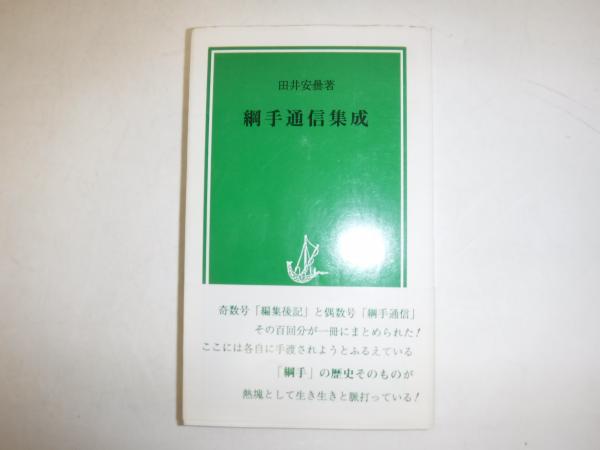 田井安曇著
綱手通信集成
奇数号「編集後記」と偶数号「綱手通信」
その百回分が一冊にまとめられた!
ここには各自に手渡されようとふるえている
「綱手」の歴史そのものが
熱塊として生き生きと脈打っている!